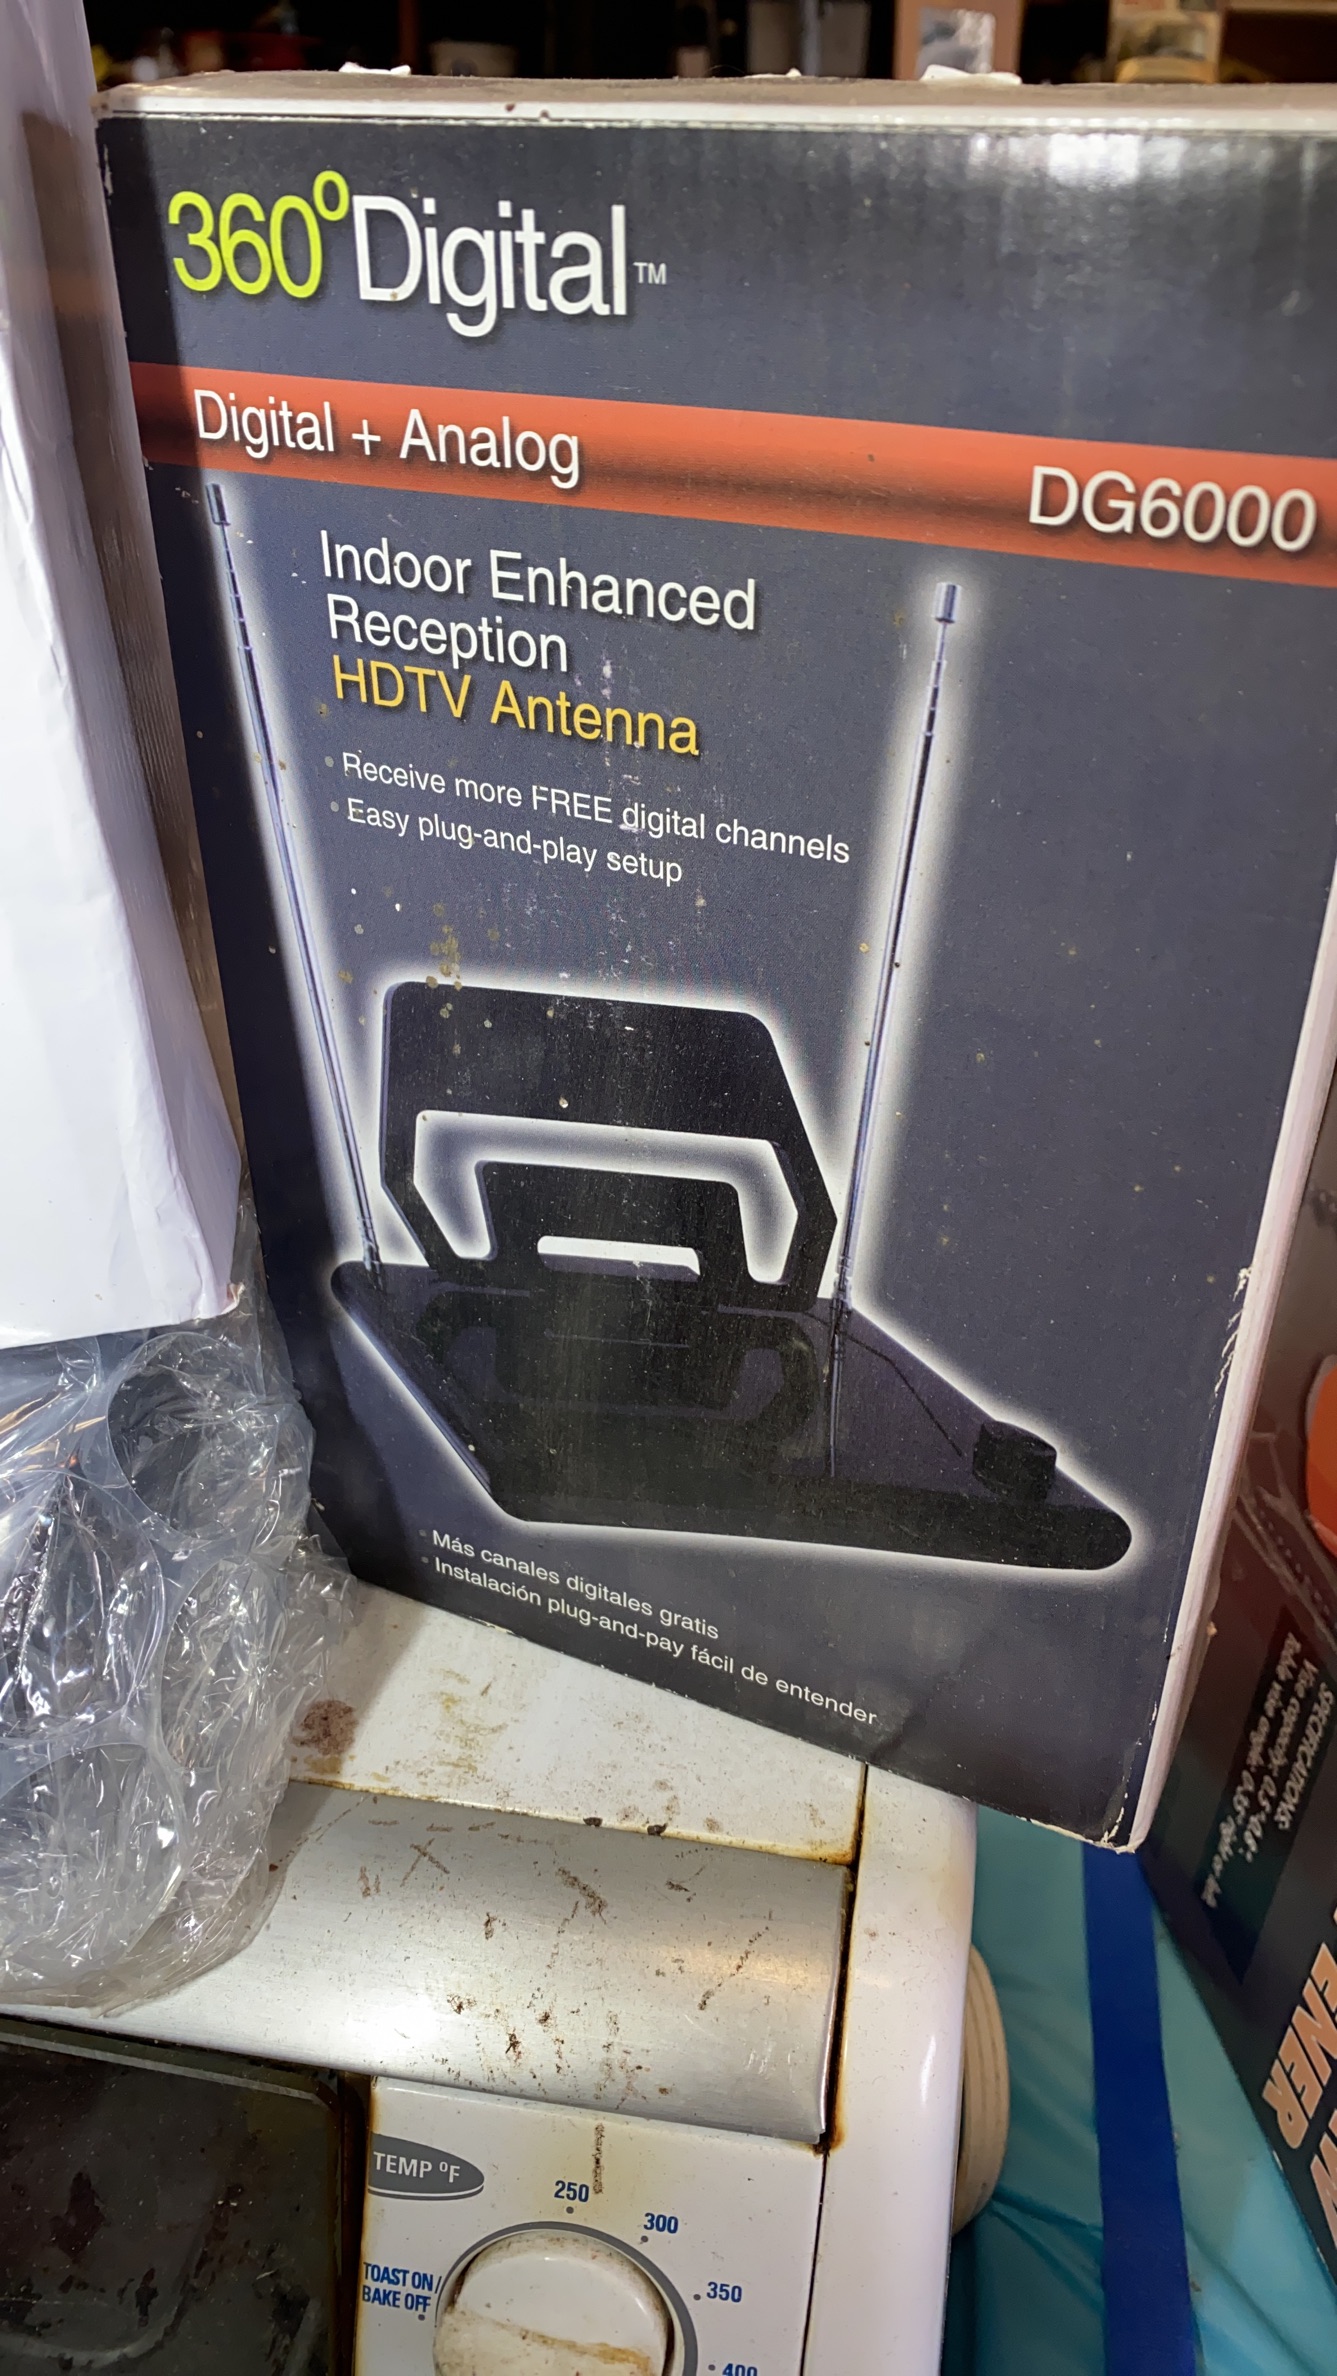 360°Digital™
Digital + Analog
DG6000
Indoor Enhanced
Reception
HDTV Antenna
• Receive more FREE digital channels
• Easy plug-and-play setup
• Más canales digitales gratis
• Instalación plug-and-pay fácil de entender
TEMP °F
250
300
350
400
TOAST ON/
BAKE OFF
SPECIFICATIONS
ENER